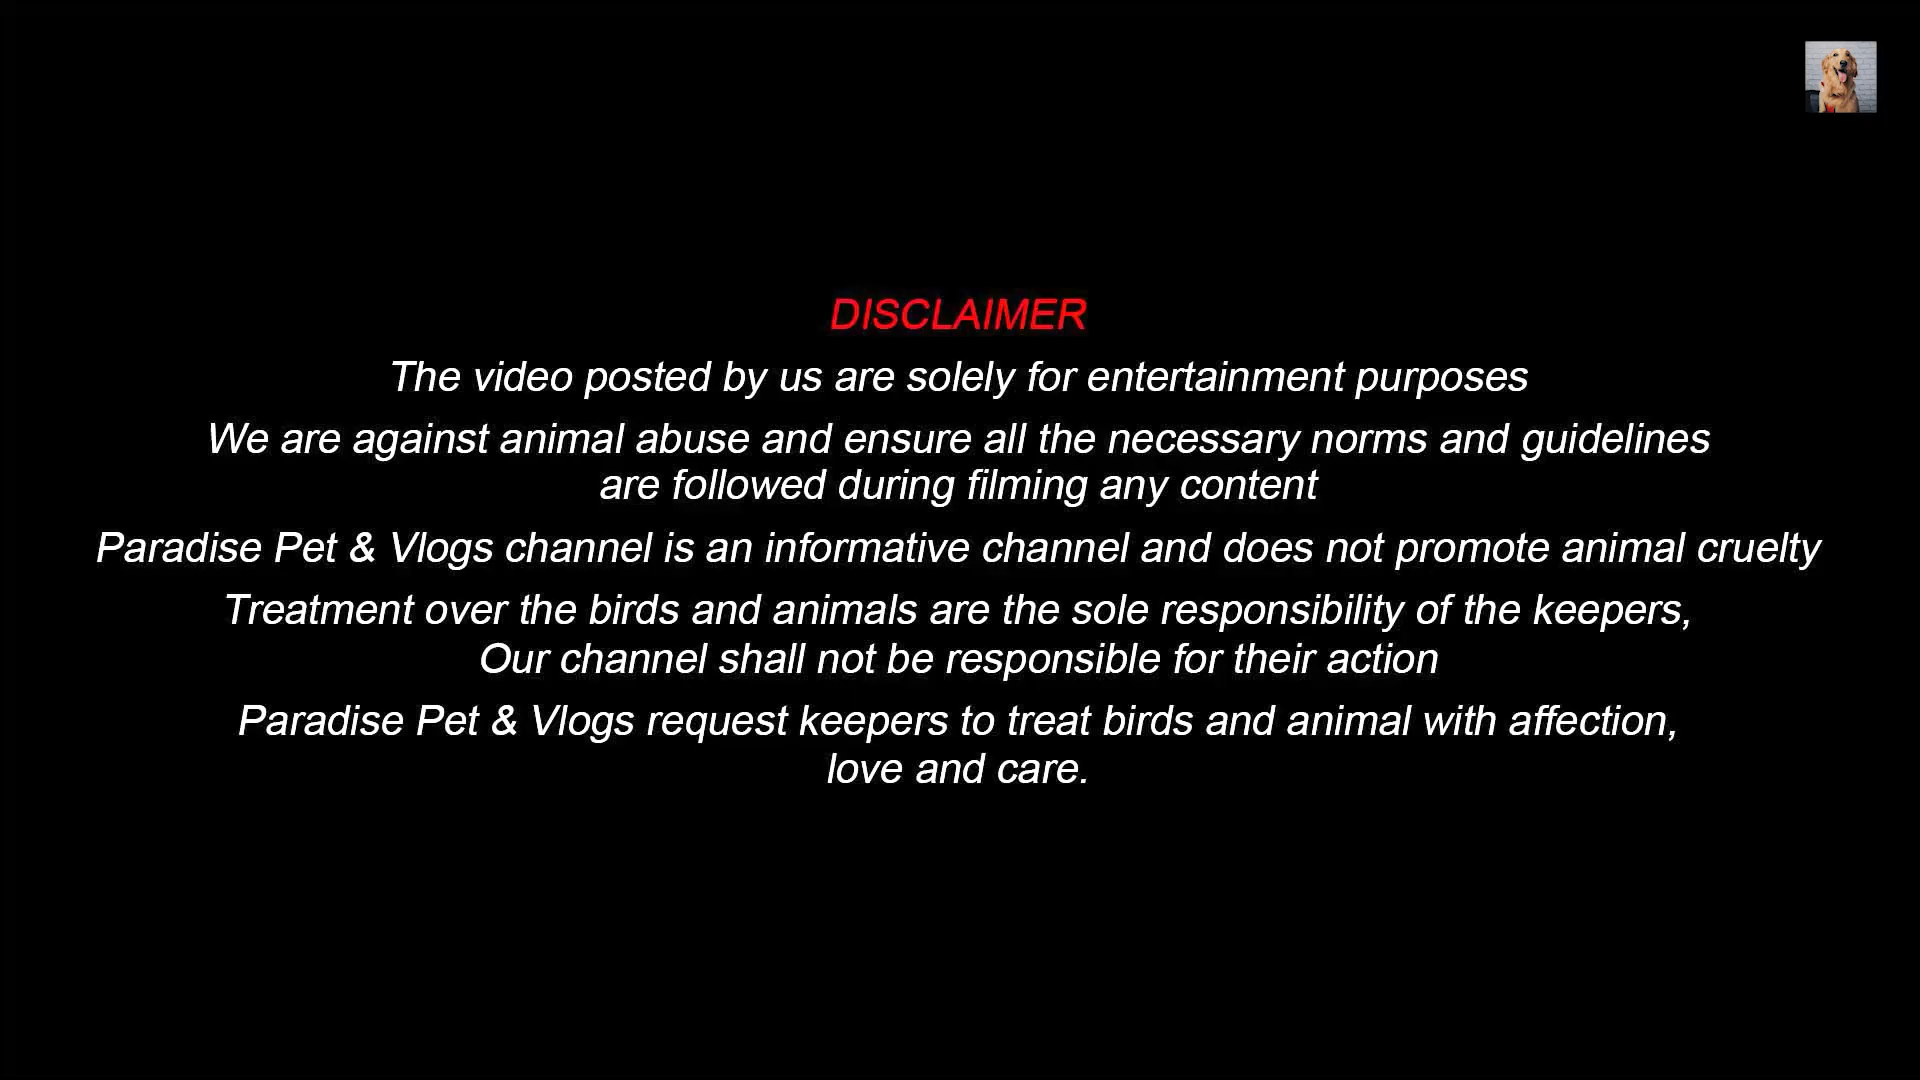 DISCLAIMER
The video posted by us are solely for entertainment purposes
We are against animal abuse and ensure all the necessary norms and guidelines
are followed during filming any content
Paradise Pet & Vlogs channel is an informative channel and does not promote animal cruelty
Treatment over the birds and animals are the sole responsibility of the keepers,
Our channel shall not be responsible for their action
Paradise Pet & Vlogs request keepers to treat birds and animal with affection,
love and care.